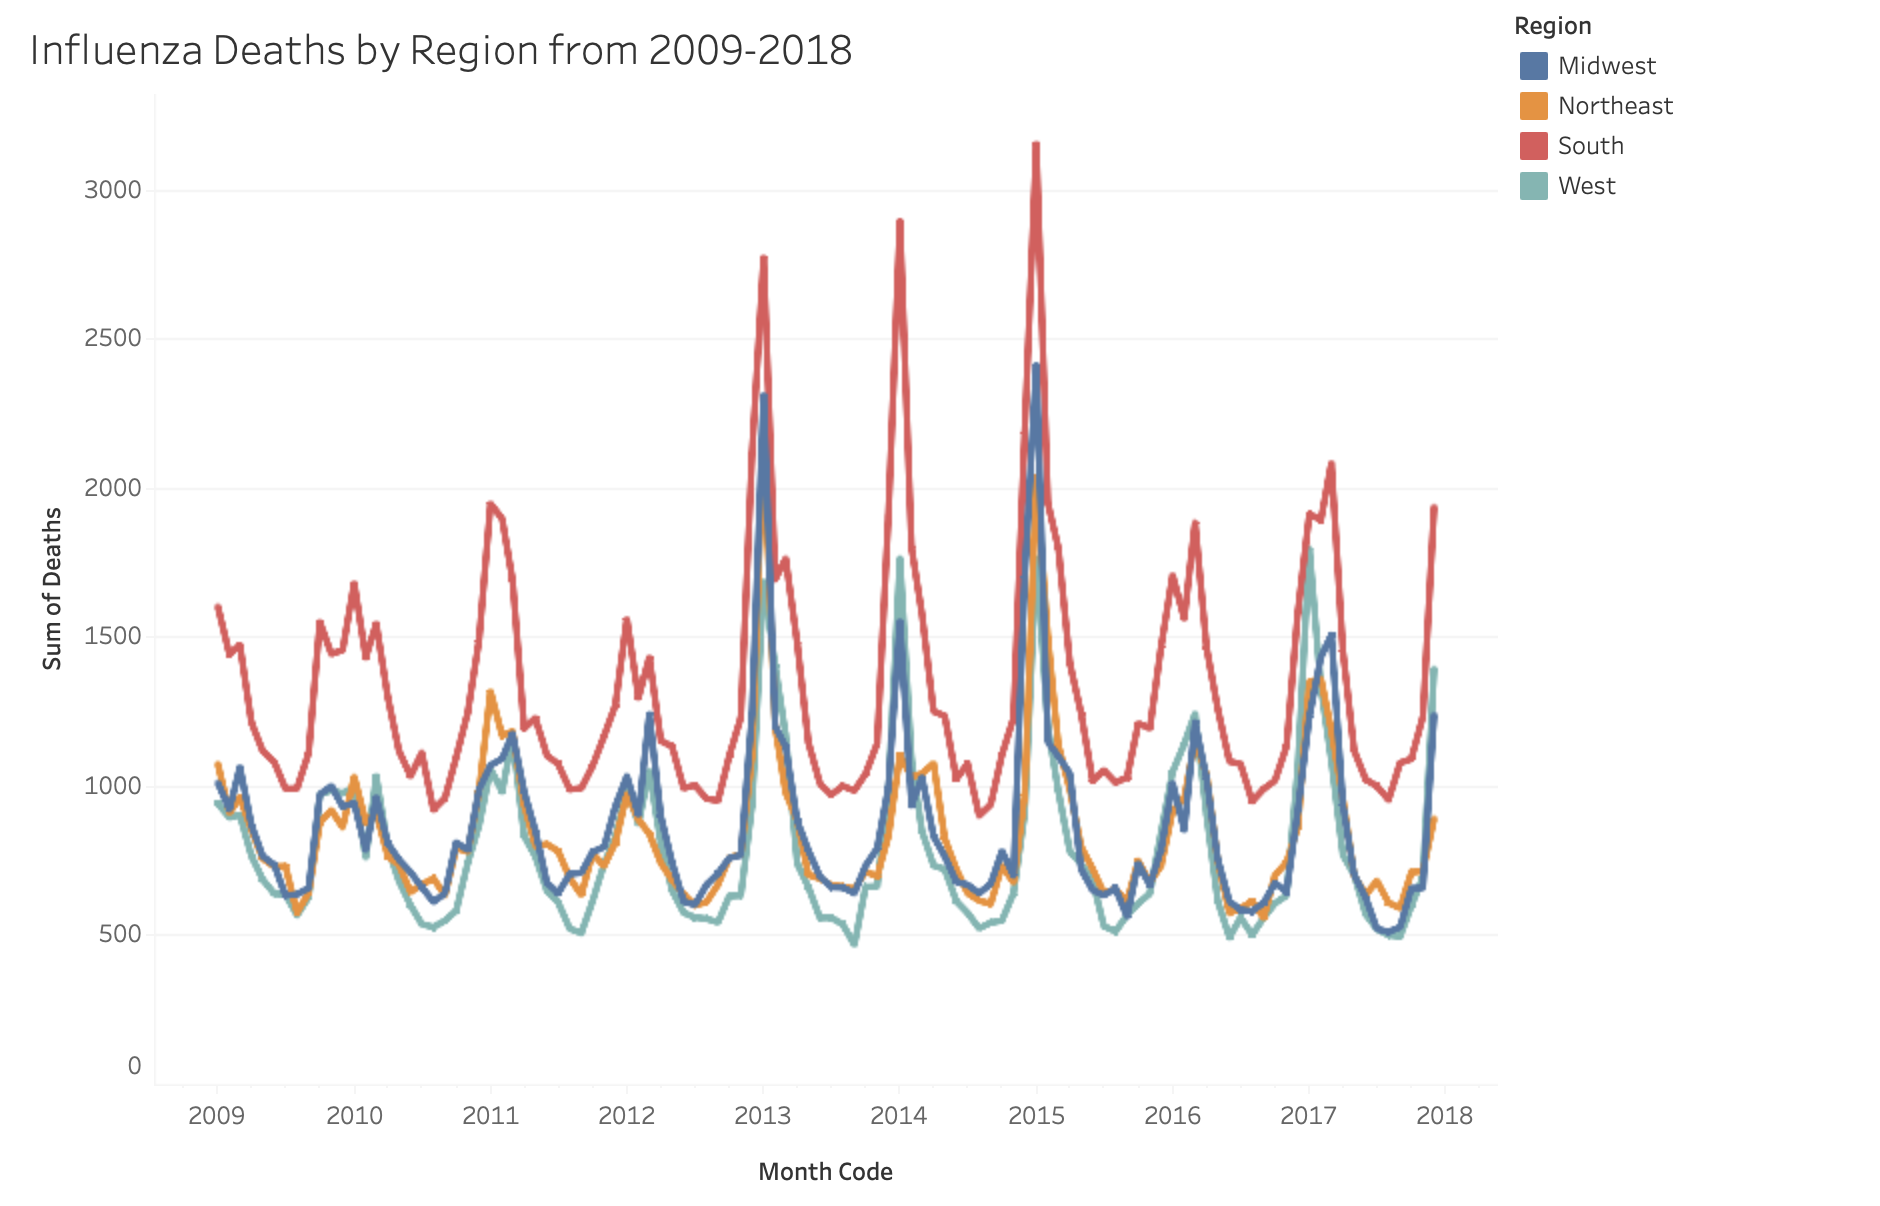 Influenza Deaths by Region from 2009-2018
Region
Midwest
Northeast
South
West
Sum of Deaths
3000
2500
2000
1500
1000
500
0
2009 2010 2011 2012 2013 2014 2015 2016 2017 2018
Month Code